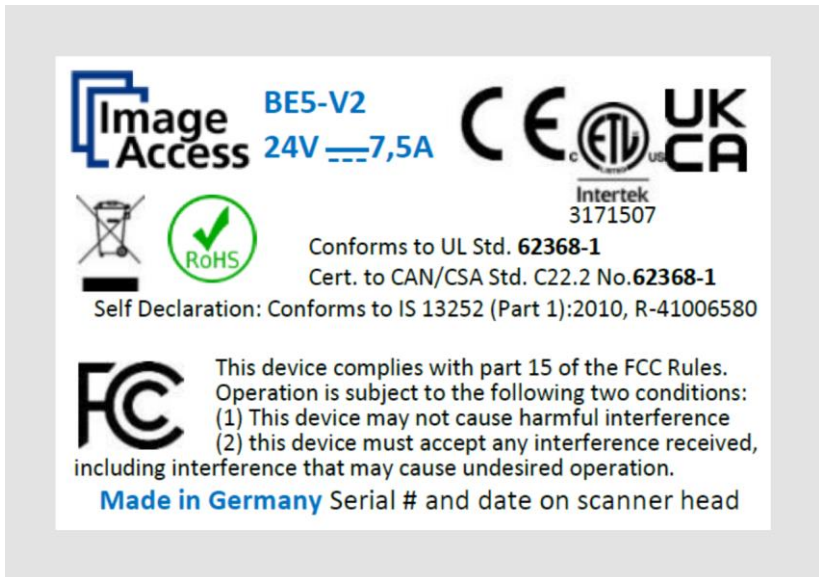 Image Access
BE5-V2
24V 7,5A
CE
C ETL US
LISTED
Intertek
3171507
UK
CA
RoHS
Conforms to UL Std. 62368-1
Cert. to CAN/CSA Std. C22.2 No.62368-1
Self Declaration: Conforms to IS 13252 (Part 1):2010, R-41006580
FC
This device complies with part 15 of the FCC Rules.
Operation is subject to the following two conditions:
(1) This device may not cause harmful interference
(2) this device must accept any interference received,
including interference that may cause undesired operation.
Made in Germany Serial # and date on scanner head